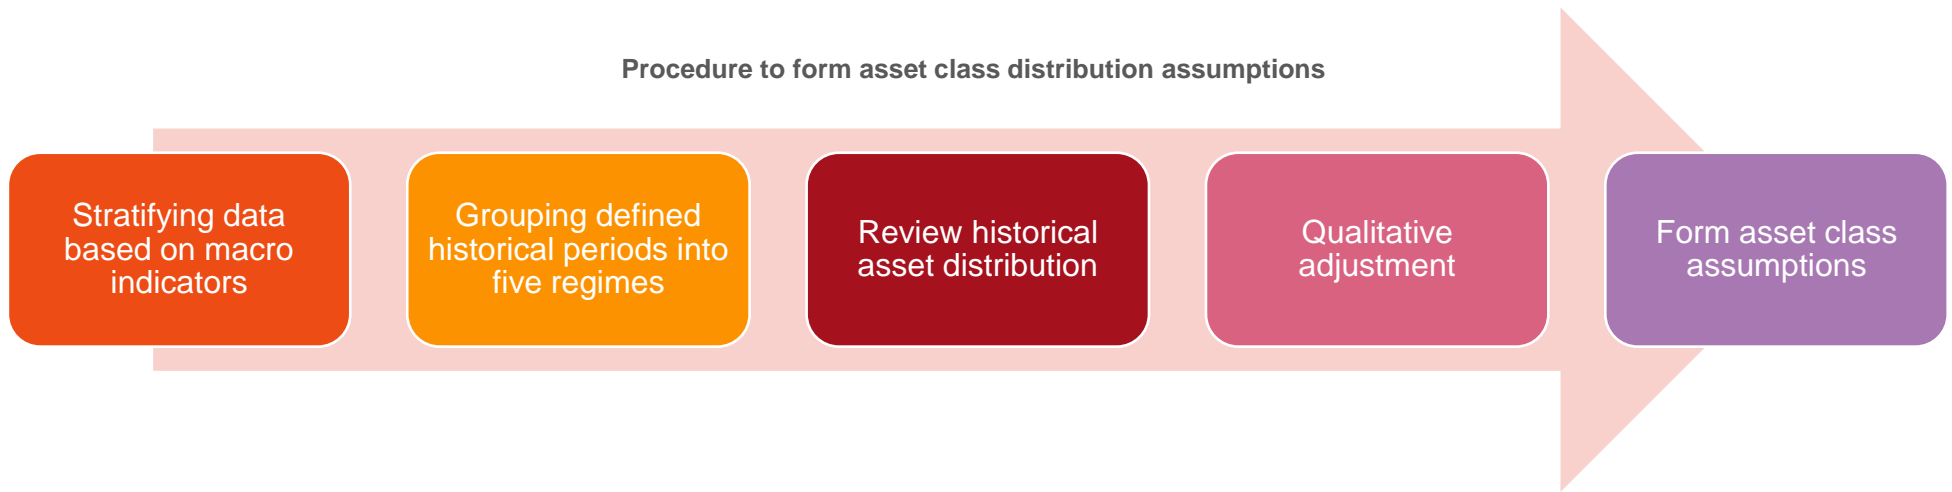 Procedure to form asset class distribution assumptions
Stratifying data
based on macro
indicators
Grouping defined
historical periods into
five regimes
Review historical
asset distribution
Qualitative
adjustment
Form asset class
assumptions